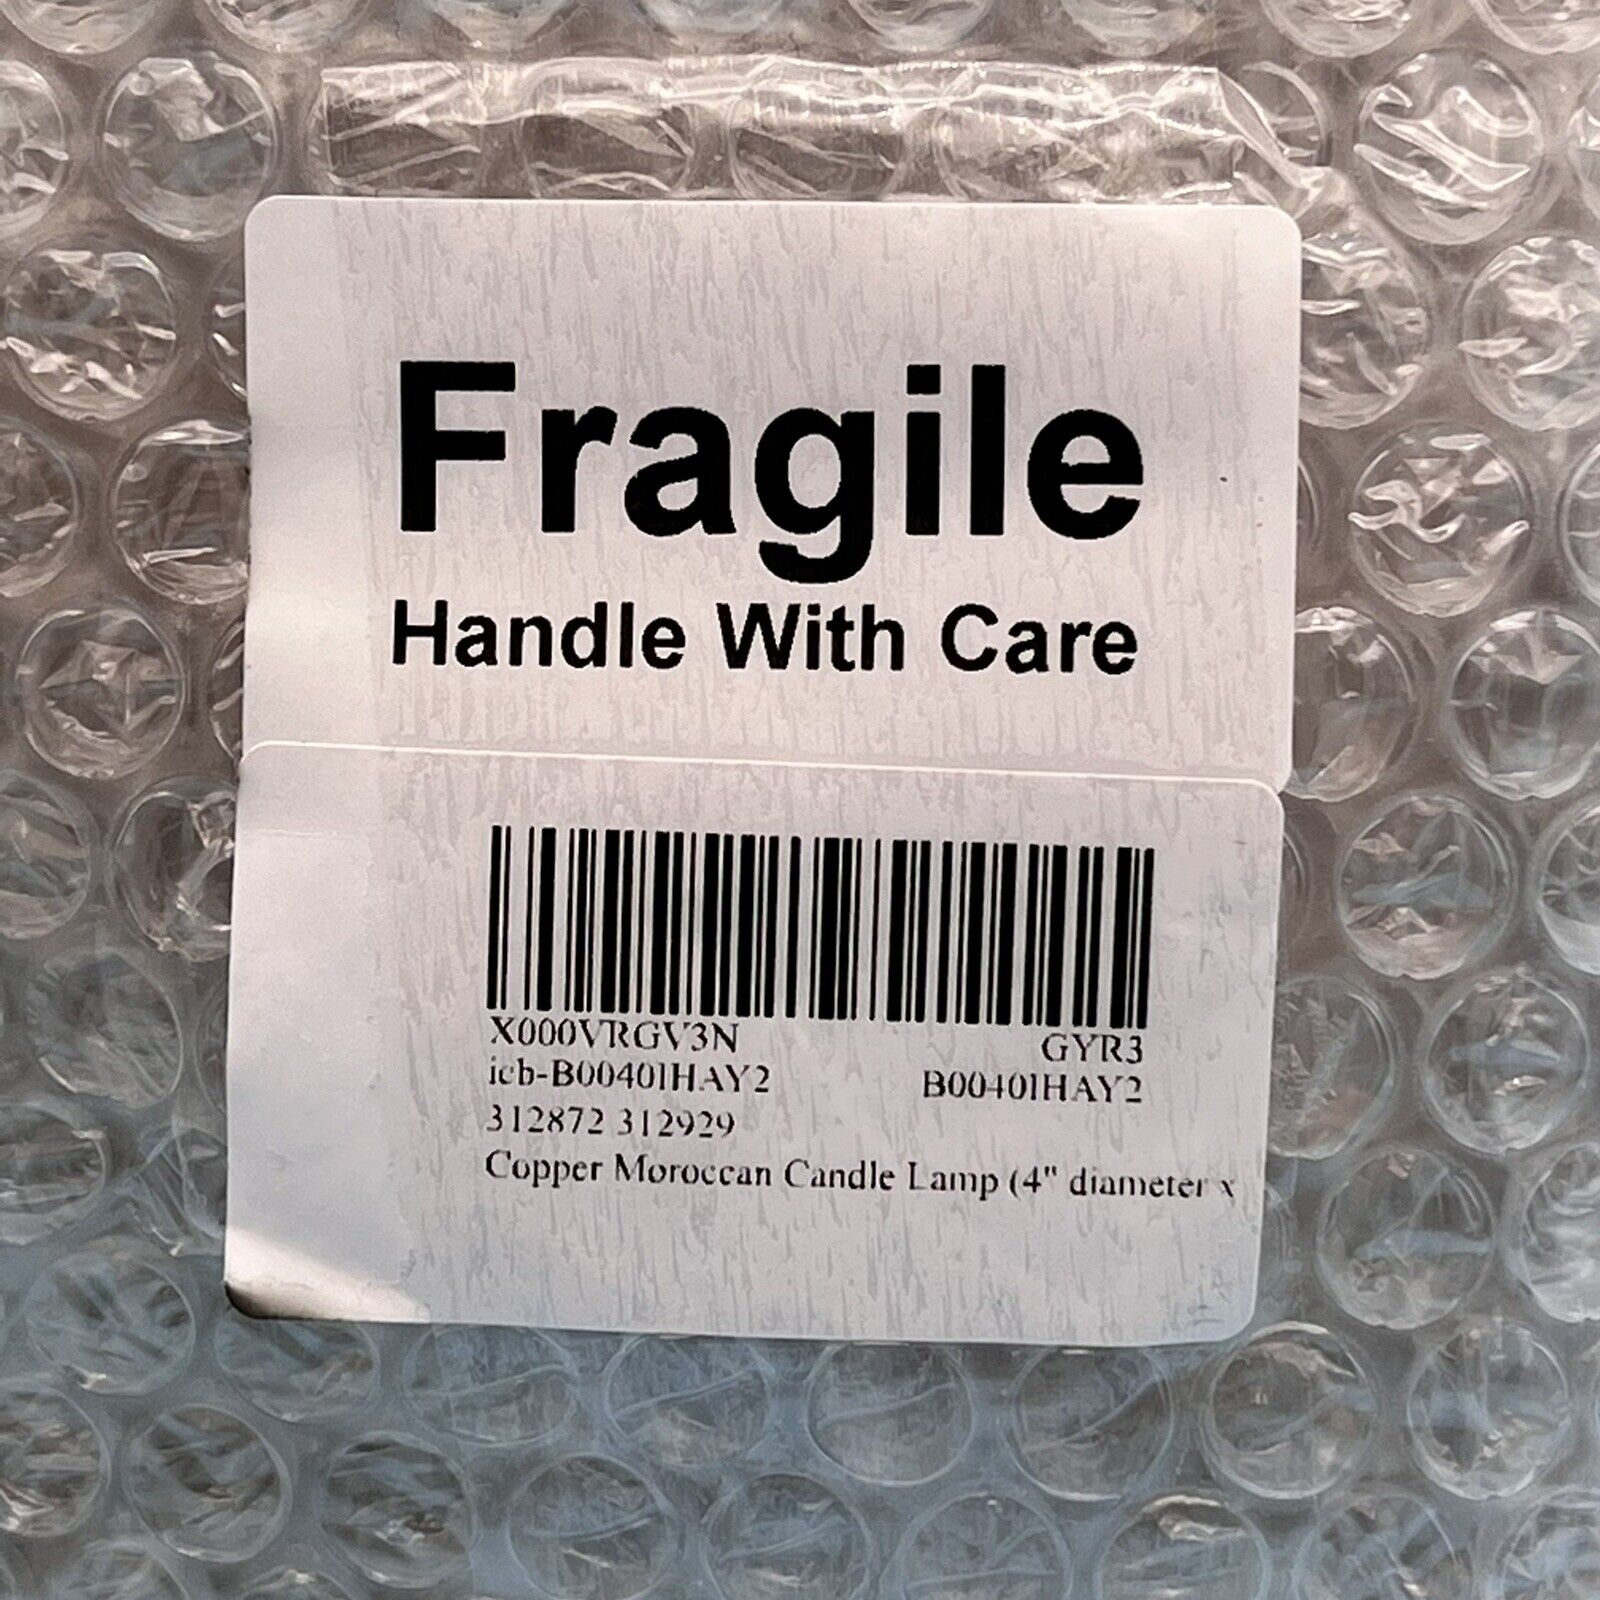 Fragile
Handle With Care
X000VRGV3N GYR3
icb-B00401HAY2 B00401HAY2
312872 312929
Copper Moroccan Candle Lamp (4" diameter x